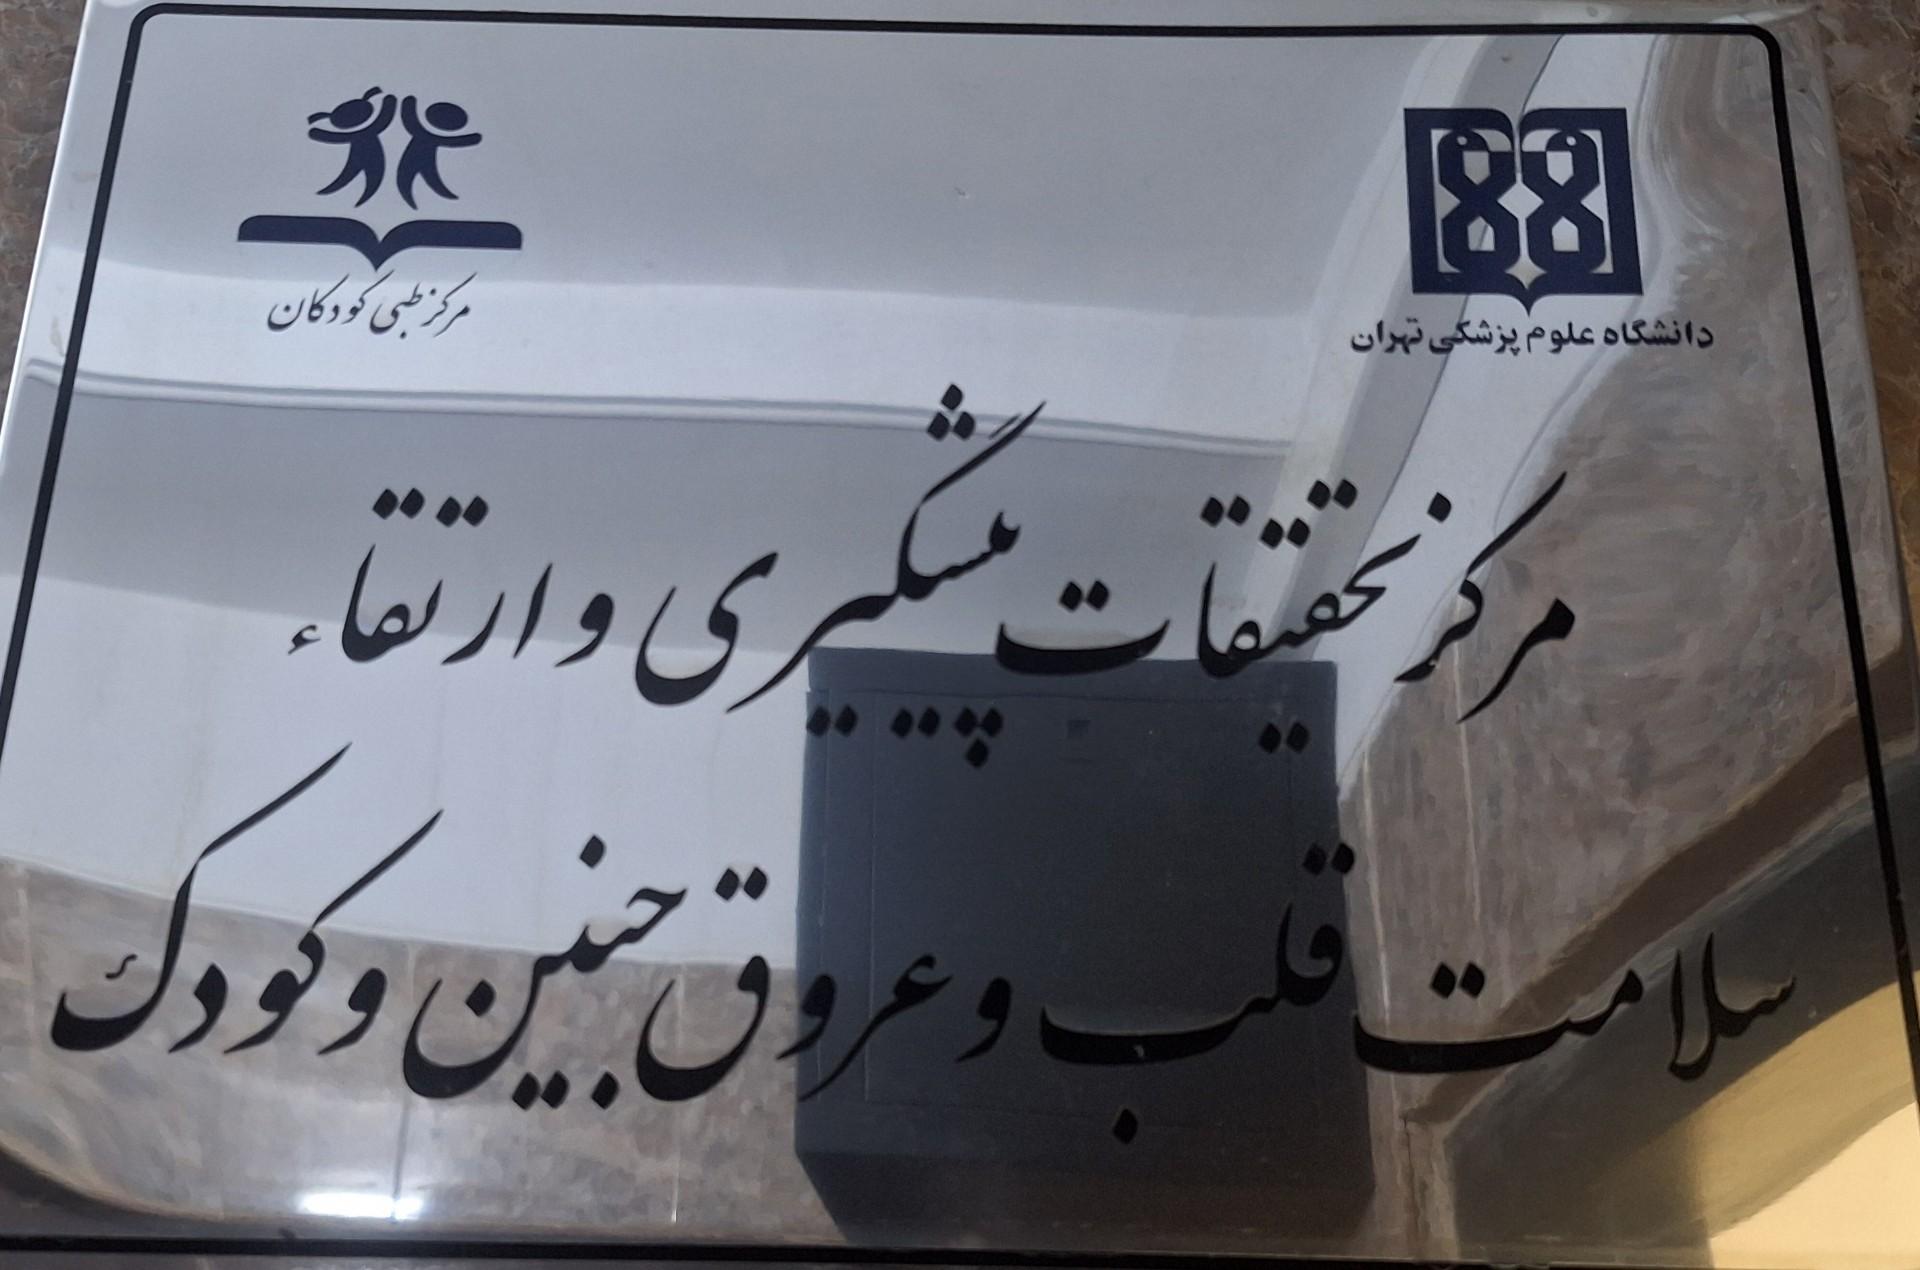 دانشگاه علوم پزشکی تهران
مرکز طبی کودکان
مرکز تحقیقات پیشگیری و ارتقاء
سلامت قلب و عروق جنین و کودک